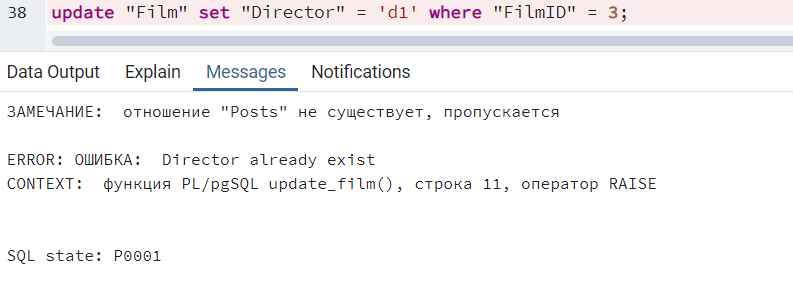 38 update "Film" set "Director" = 'd1' where "FilmID" = 3;
Data Output Explain Messages Notifications
ЗАМЕЧАНИЕ:  отношение "Posts" не существует, пропускается
ERROR: ОШИБКА:  Director already exist
CONTEXT:  функция PL/pgSQL update_film(), строка 11, оператор RAISE
SQL state: P0001